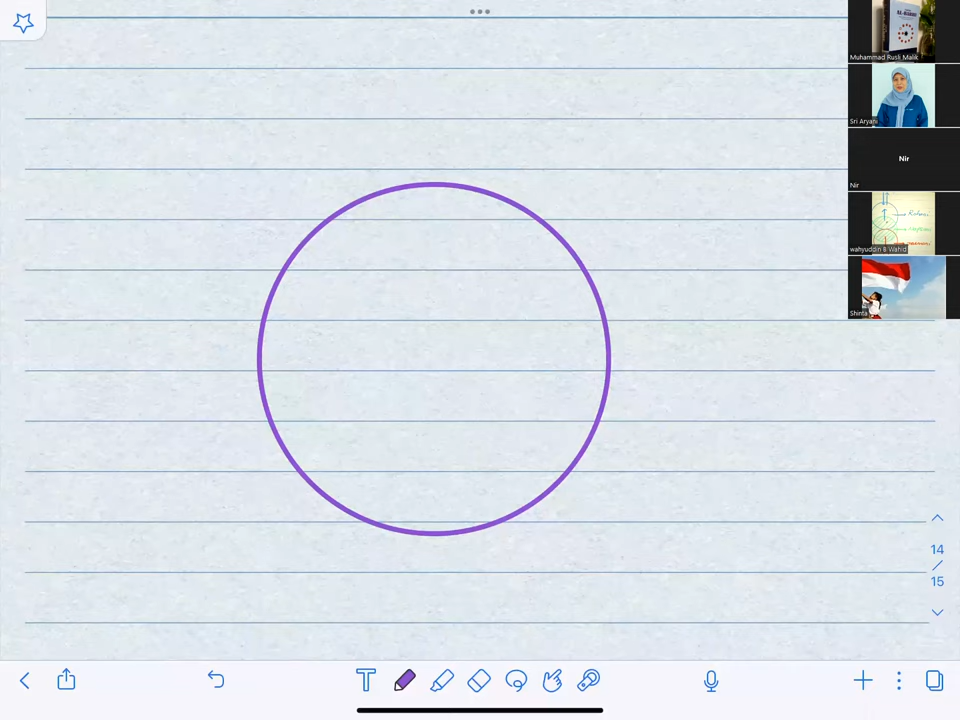 Muhammad Rusli Malik
Sri Aryani
Nir
Nir
wahyuddin B Wahid
Shinta
14
15
T